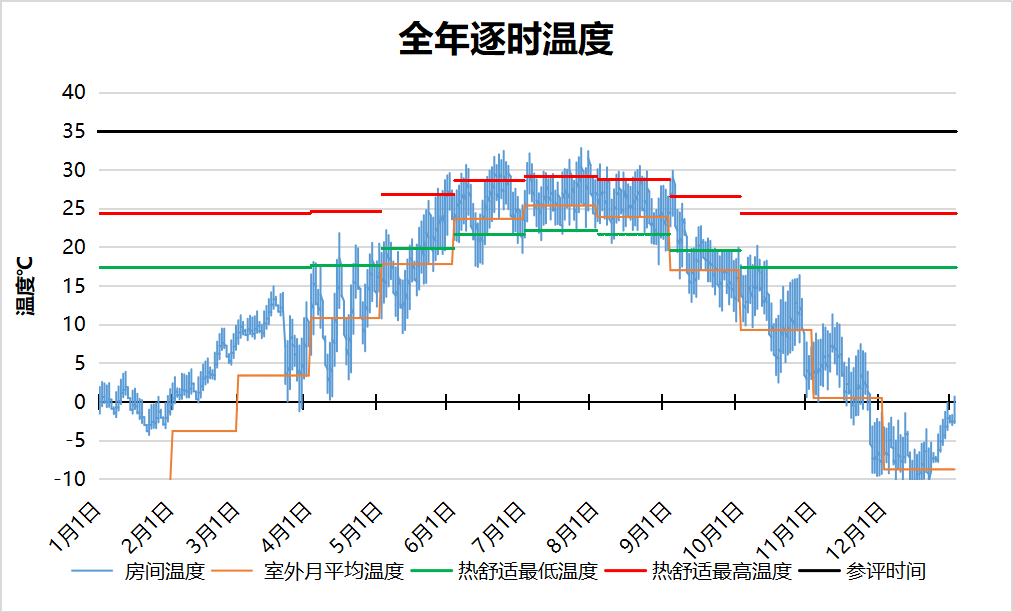 全年逐时温度
温度℃
40
35
30
25
20
15
10
5
0
-5
-10
1月1日
2月1日
3月1日
4月1日
5月1日
6月1日
7月1日
8月1日
9月1日
10月1日
11月1日
12月1日
房间温度 室外月平均温度 热舒适最低温度 热舒适最高温度 参评时间